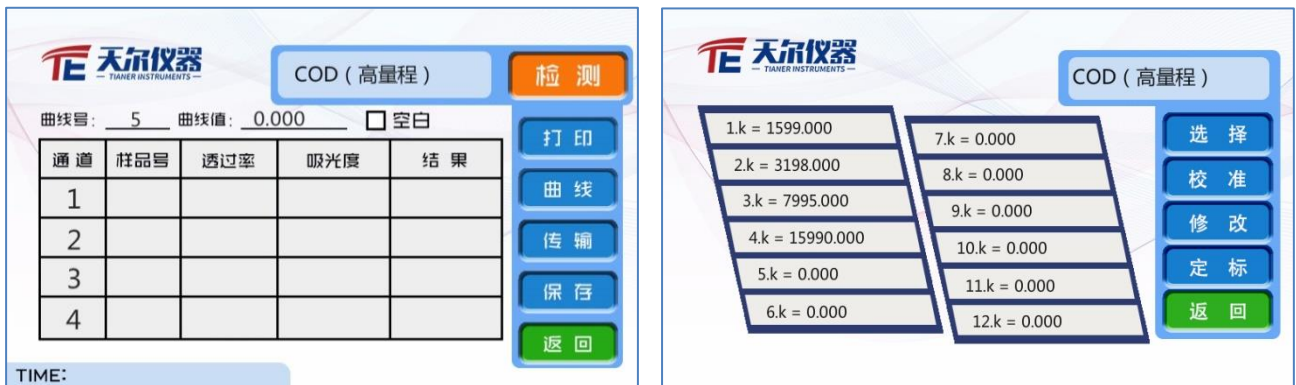 TE 天尔仪器
— TIANER INSTRUMENTS —
COD（高量程）
检 测
曲线号: 5 曲线值: 0.000 空白
通 道 样品号 透过率 吸光度 结 果
1
2
3
4
打 印
曲 线
传 输
保 存
返 回
TIME:
TE 天尔仪器
— TIANER INSTRUMENTS —
COD（高量程）
1.k = 1599.000
2.k = 3198.000
3.k = 7995.000
4.k = 15990.000
5.k = 0.000
6.k = 0.000
7.k = 0.000
8.k = 0.000
9.k = 0.000
10.k = 0.000
11.k = 0.000
12.k = 0.000
选 择
校 准
修 改
定 标
返 回